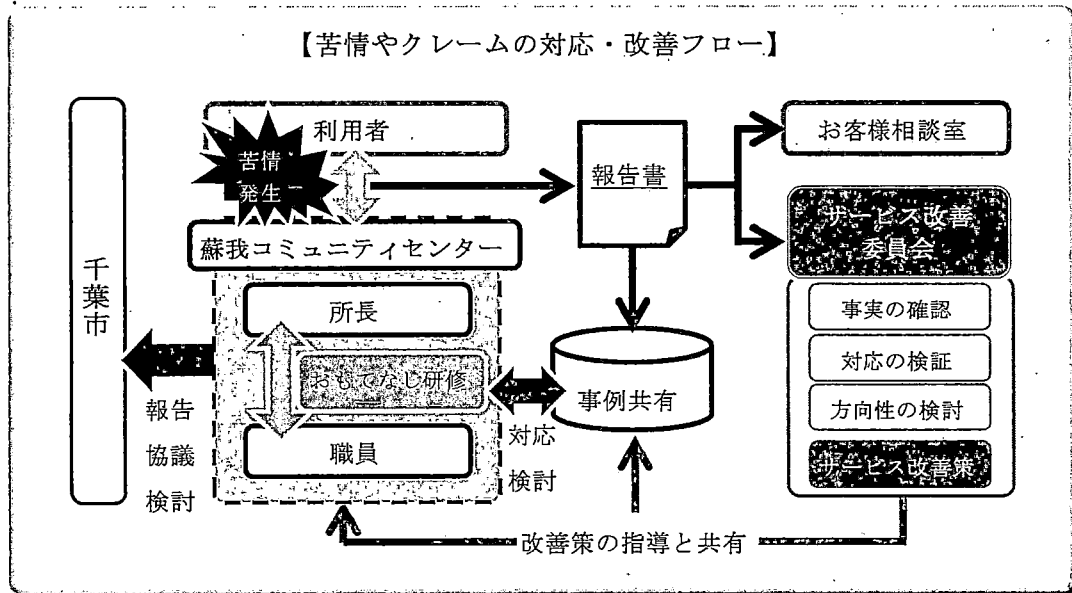 【苦情やクレームの対応・改善フロー】
利用者
苦情
発生
報告書
お客様相談室
サービス改善
委員会
蘇我コミュニティセンター
千葉市
所長
おもてなし研修
職員
事例共有
事実の確認
対応の検証
方向性の検討
サービス改善策
報告
協議
検討
対応
検討
改善策の指導と共有